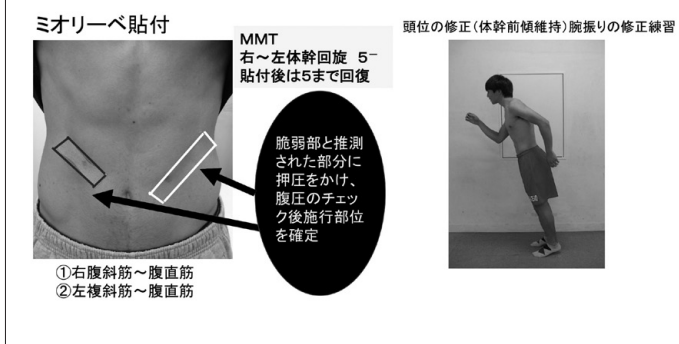 ミオリーベ貼付
MMT
右～左体幹回旋 5⁻
貼付後は5まで回復
頭位の修正(体幹前傾維持)腕振りの修正練習
脆弱部と推測
された部分に
押圧をかけ、
腹圧のチェッ
ク後施行部位
を確定
①右腹斜筋～腹直筋
②左複斜筋～腹直筋